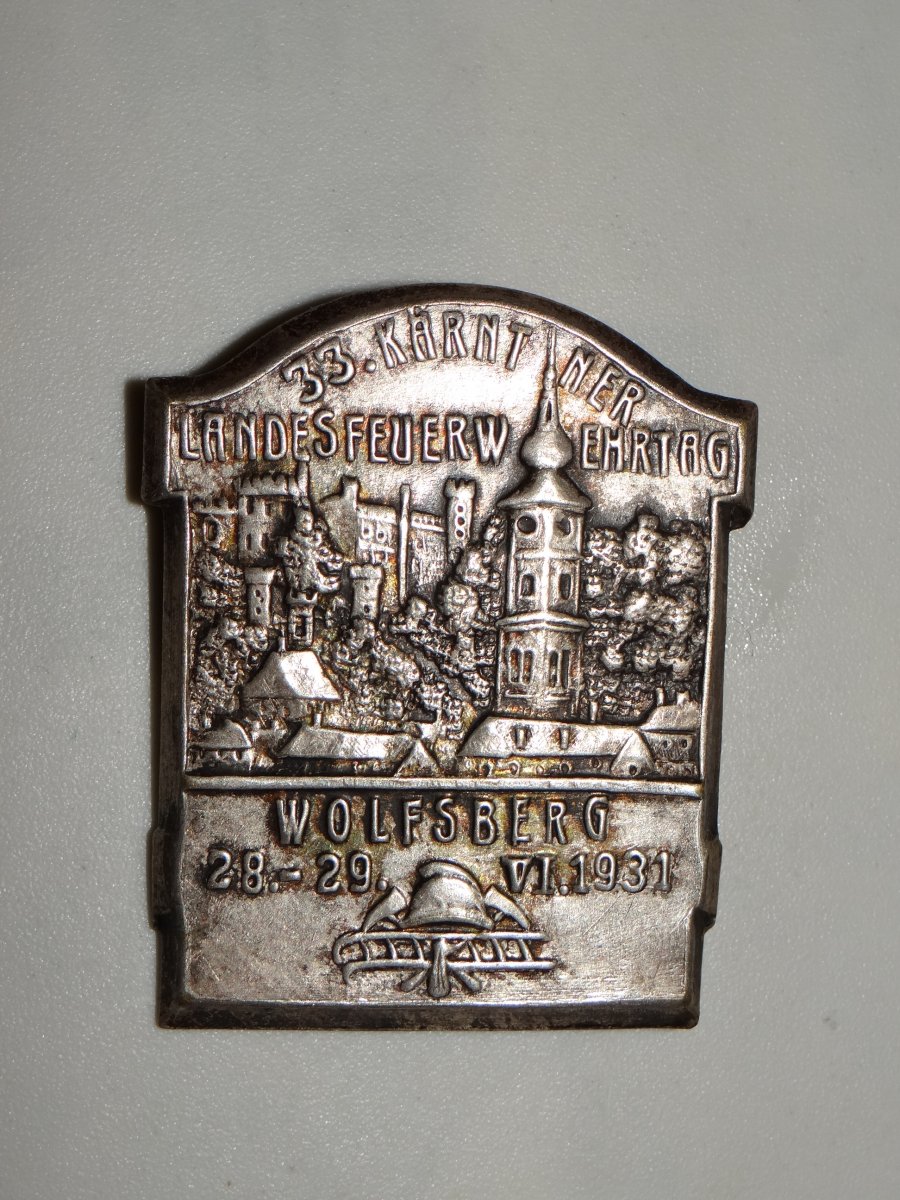 33. KÄRNTNER
LANDESFEUERWEHRTAG
WOLFSBERG
28.-29. VI.1931